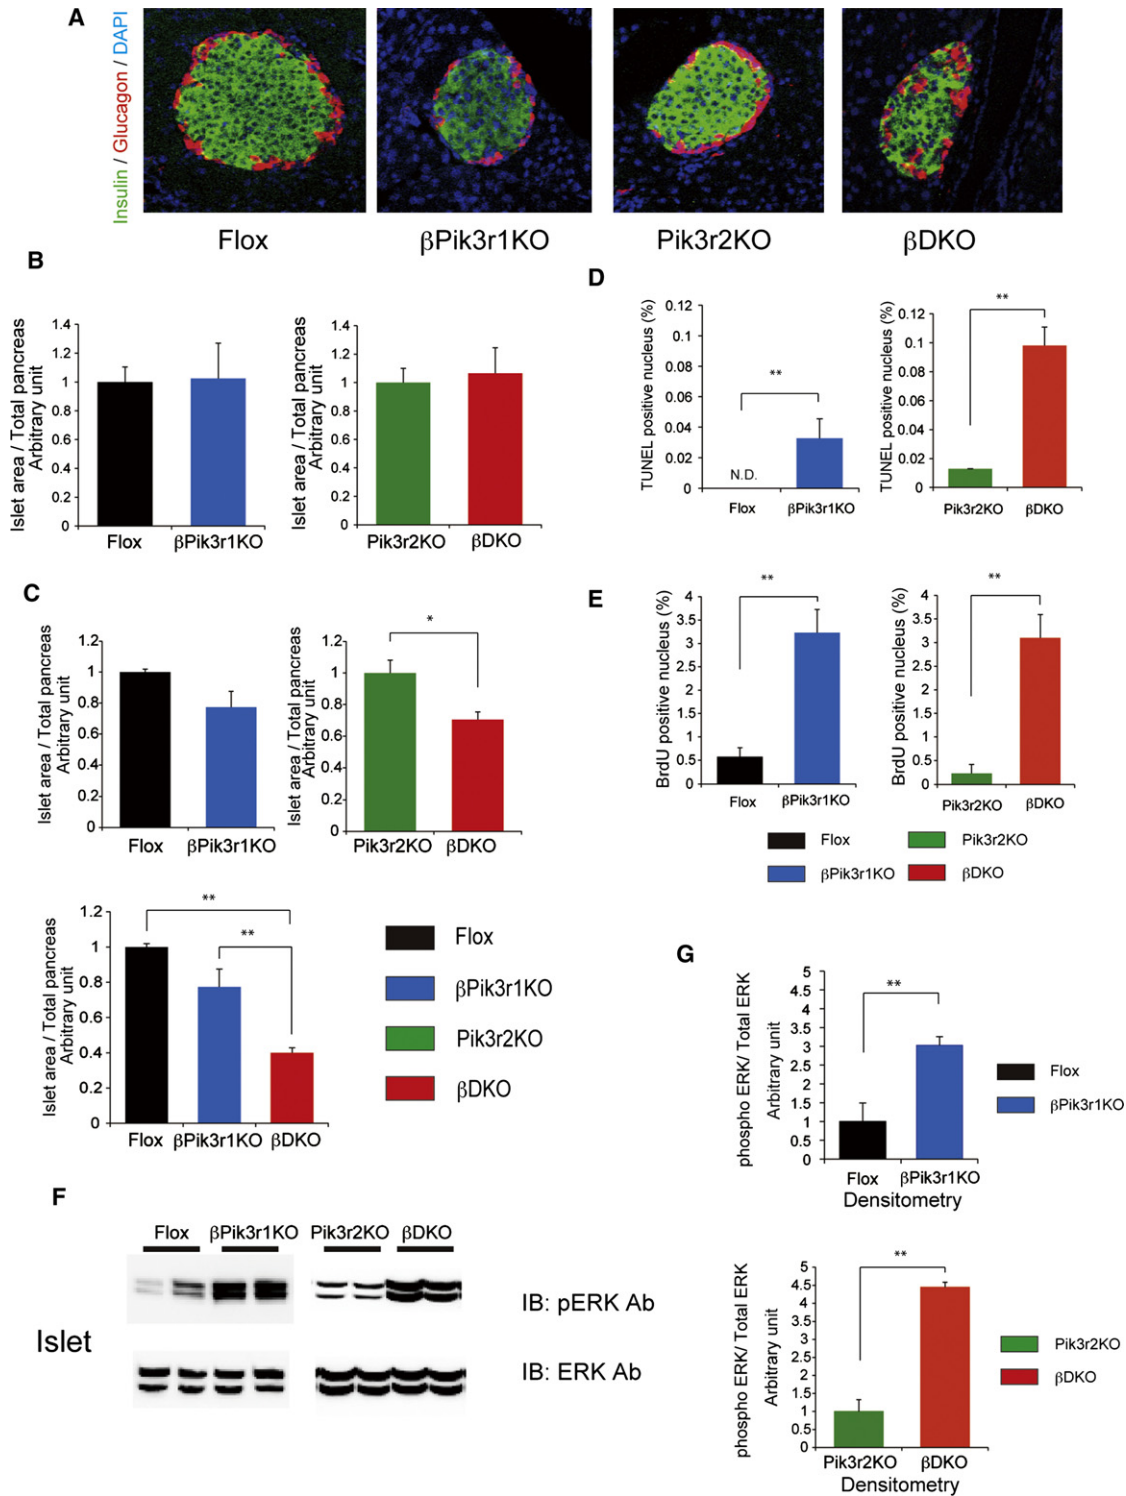 A
Insulin / Glucagon / DAPI
Flox
βPik3r1KO
Pik3r2KO
βDKO
B
Islet area / Total pancreas
Arbitrary unit
1.4
1.2
1
0.8
0.6
0.4
0.2
0
Flox
βPik3r1KO
Islet area / Total pancreas
Arbitrary unit
1.4
1.2
1
0.8
0.6
0.4
0.2
0
Pik3r2KO
βDKO
C
Islet area / Total pancreas
Arbitrary unit
1.2
1
0.8
0.6
0.4
0.2
0
Flox
βPik3r1KO
Islet area / Total pancreas
Arbitrary unit
1.2
1
0.8
0.6
0.4
0.2
0
*
Pik3r2KO
βDKO
Islet area / Total pancreas
Arbitrary unit
1.2
1
0.8
0.6
0.4
0.2
0
**
**
Flox
βPik3r1KO
βDKO
Flox
βPik3r1KO
Pik3r2KO
βDKO
D
TUNEL positive nucleus (%)
0.12
0.1
0.08
0.06
0.04
0.02
0
**
N.D.
Flox
βPik3r1KO
TUNEL positive nucleus (%)
0.12
0.1
0.08
0.06
0.04
0.02
0
**
Pik3r2KO
βDKO
E
BrdU positive nucleus (%)
4
3.5
3
2.5
2
1.5
1
0.5
0
**
Flox
βPik3r1KO
BrdU positive nucleus (%)
4
3.5
3
2.5
2
1.5
1
0.5
0
**
Pik3r2KO
βDKO
Flox
Pik3r2KO
βPik3r1KO
βDKO
F
Flox
βPik3r1KO
Pik3r2KO
βDKO
Islet
IB: pERK Ab
IB: ERK Ab
G
phospho ERK/ Total ERK
Arbitrary unit
5
4.5
4
3.5
3
2.5
2
1.5
1
0.5
0
**
Flox
βPik3r1KO
Densitometry
Flox
βPik3r1KO
phospho ERK/ Total ERK
Arbitrary unit
5
4.5
4
3.5
3
2.5
2
1.5
1
0.5
0
**
Pik3r2KO
βDKO
Densitometry
Pik3r2KO
βDKO